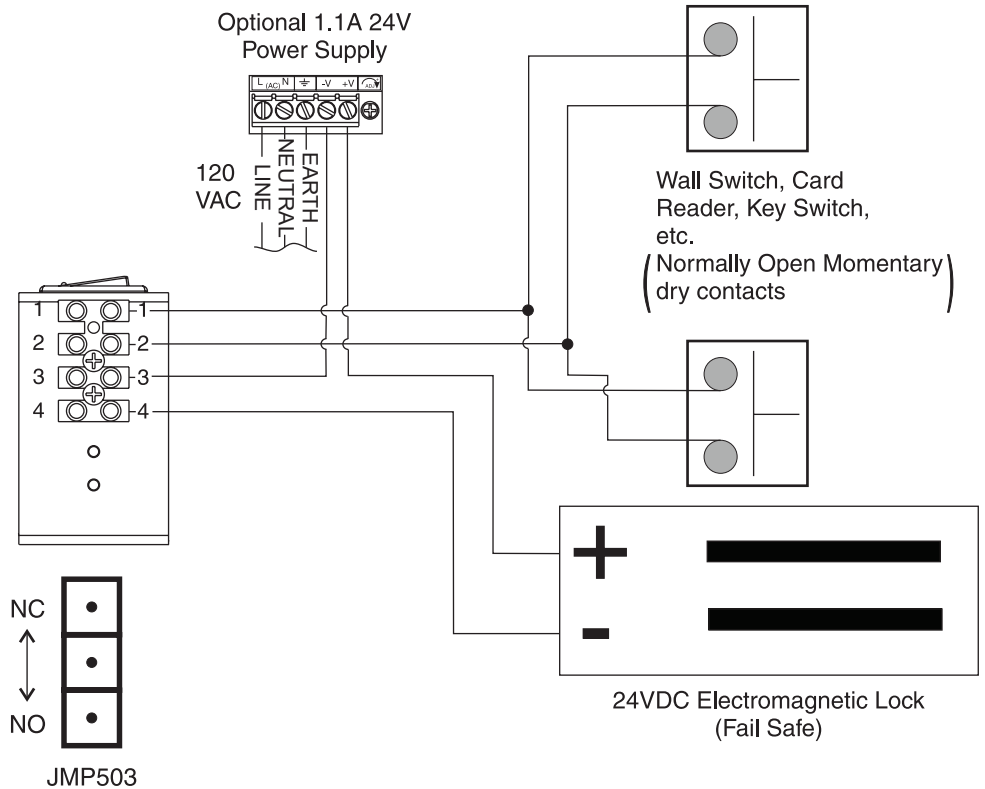 Optional 1.1A 24V
Power Supply
L (AC) N -V +V ADJ
120
VAC
LINE
NEUTRAL
EARTH
Wall Switch, Card
Reader, Key Switch,
etc.
(Normally Open Momentary
dry contacts)
1 1
2 2
3 3
4 4
+
-
24VDC Electromagnetic Lock
(Fail Safe)
NC
NO
JMP503